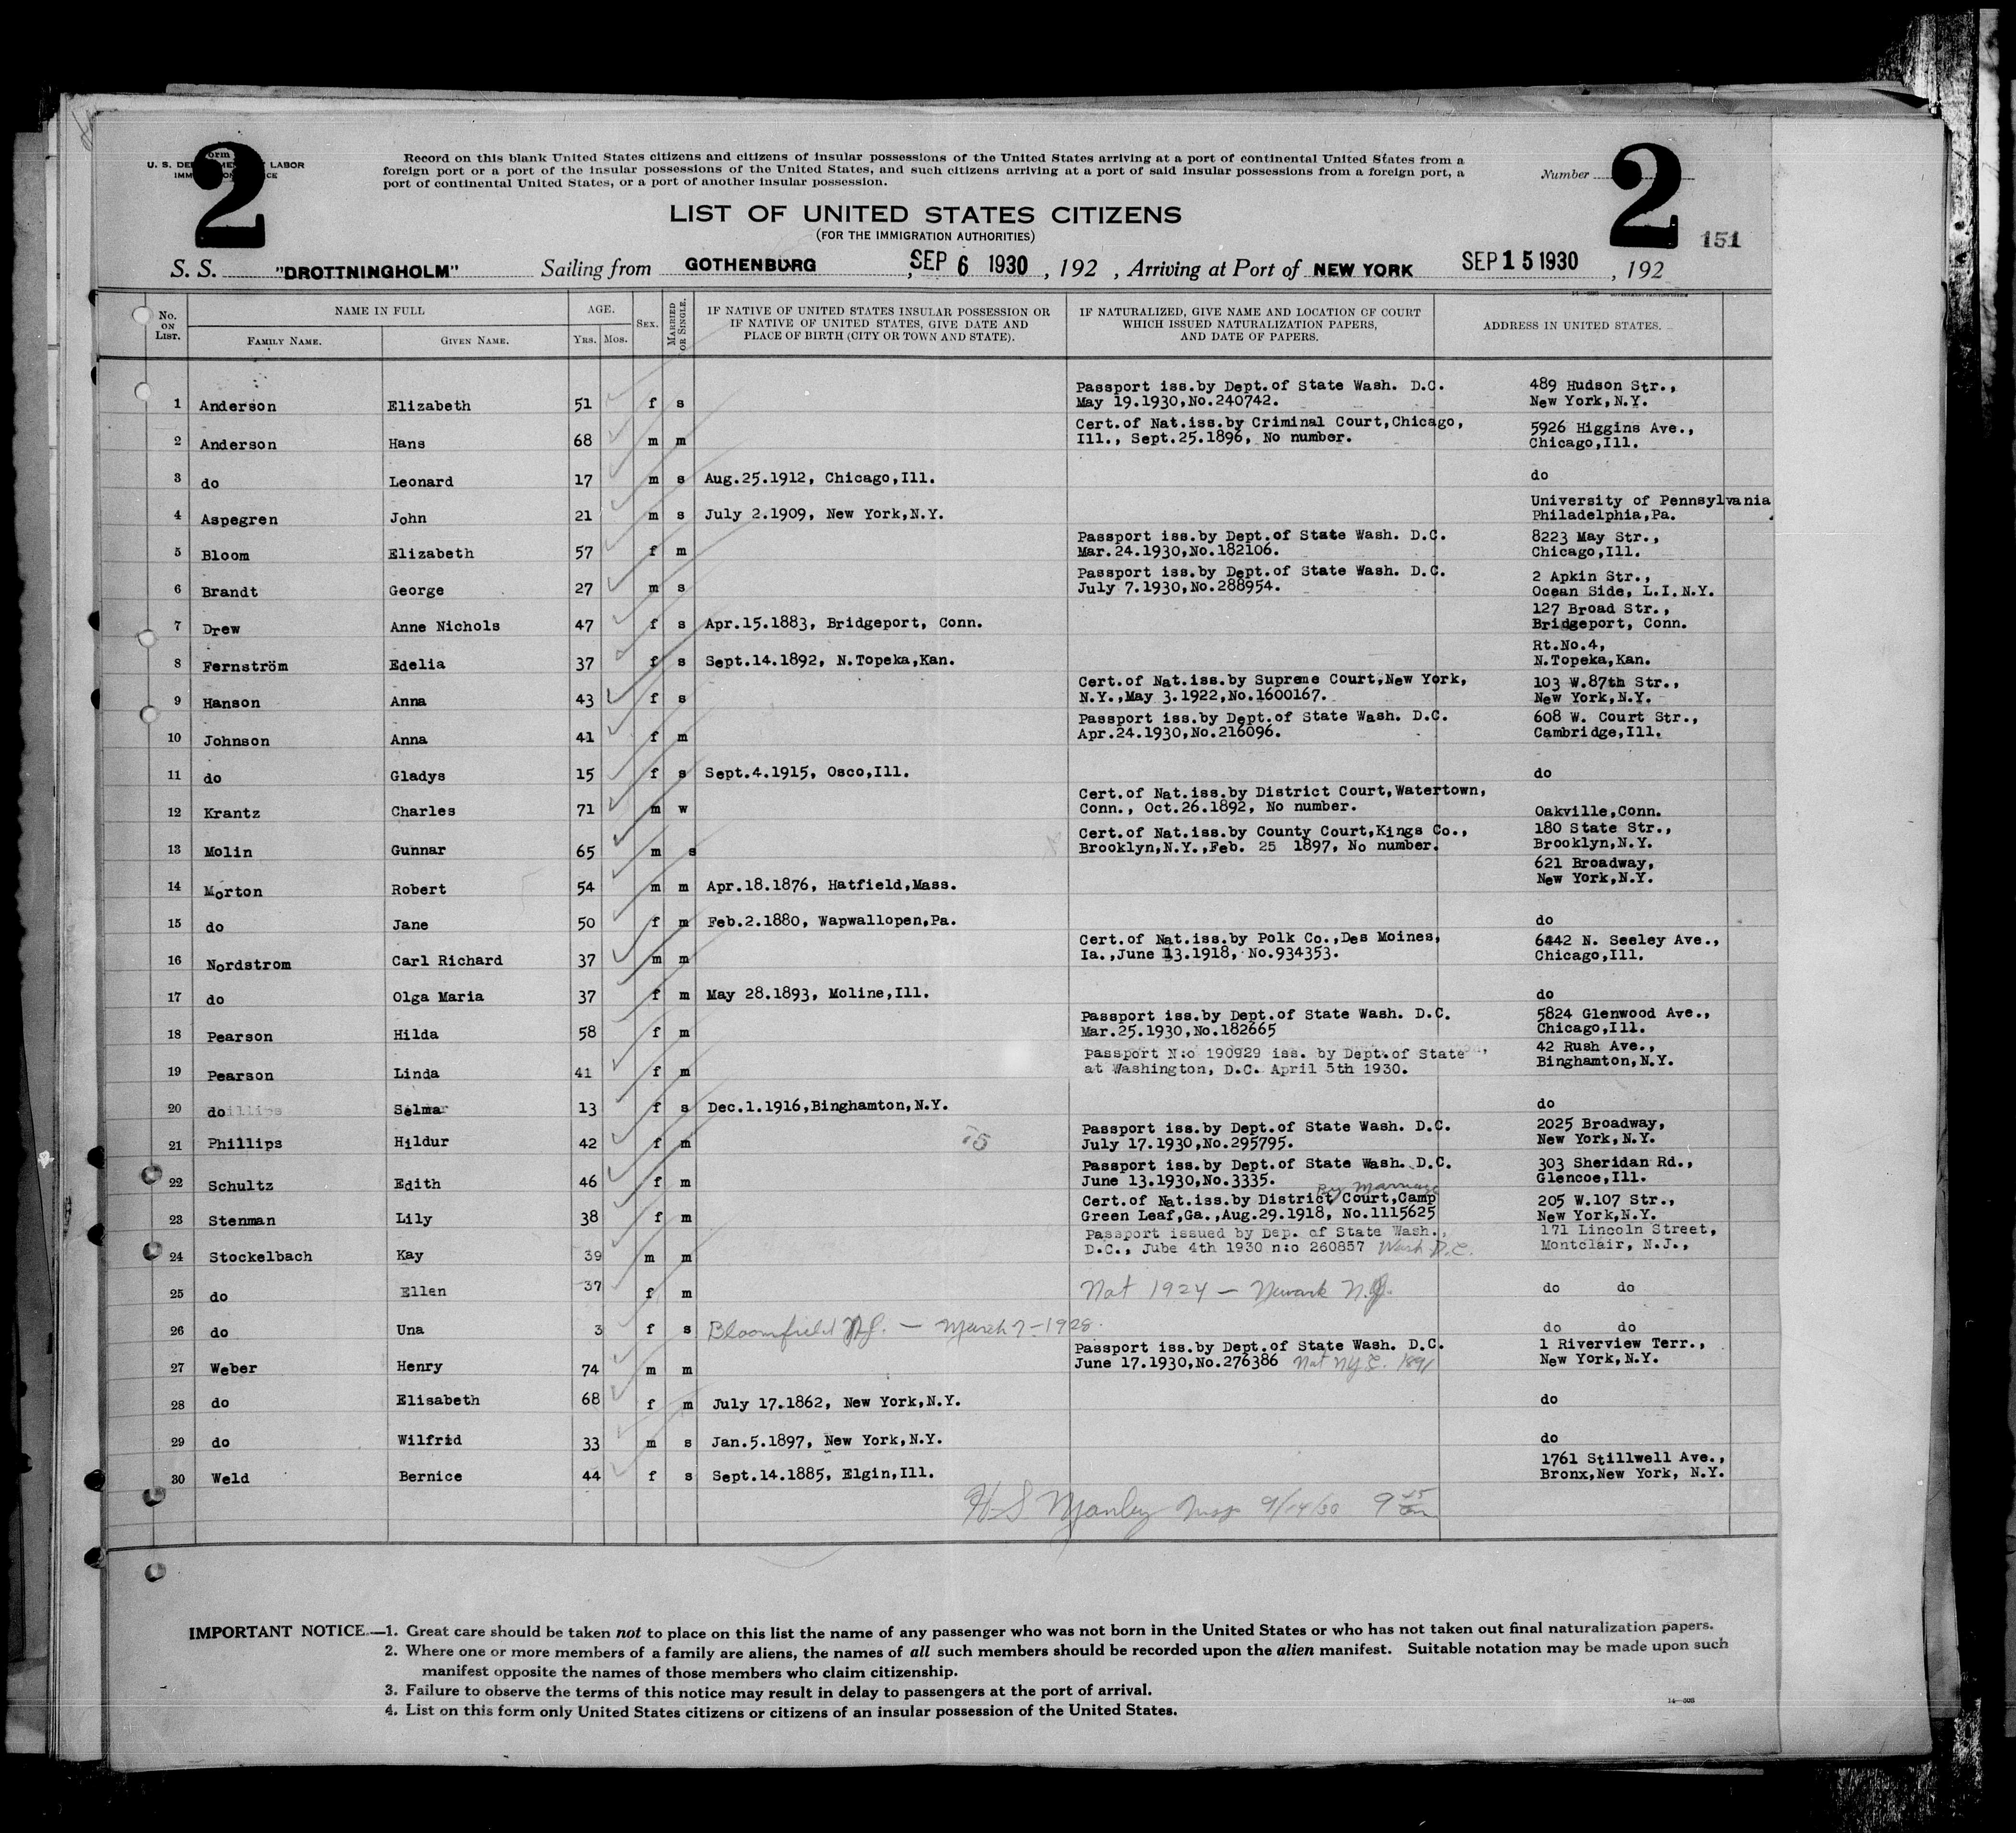 2
Form
U. S. DEPARTMENT OF LABOR
IMMIGRATION SERVICE
Record on this blank United States citizens and citizens of insular possessions of the United States arriving at a port of continental United States from a
foreign port or a port of the insular possessions of the United States, and such citizens arriving at a port of said insular possessions from a foreign port, a
port of continental United States, or a port of another insular possession.
Number
2
151
LIST OF UNITED STATES CITIZENS
(FOR THE IMMIGRATION AUTHORITIES)
S. S. "DROTTNINGHOLM" Sailing from GOTHENBURG, SEP 6 1930, 192 , Arriving at Port of NEW YORK SEP 15 1930, 192
No. ON LIST. NAME IN FULL AGE. SEX. MARRIED OR SINGLE. IF NATIVE OF UNITED STATES INSULAR POSSESSION OR IF NATIVE OF UNITED STATES, GIVE DATE AND PLACE OF BIRTH (CITY OR TOWN AND STATE). IF NATURALIZED, GIVE NAME AND LOCATION OF COURT WHICH ISSUED NATURALIZATION PAPERS, AND DATE OF PAPERS. ADDRESS IN UNITED STATES.
FAMILY NAME. GIVEN NAME. YRS. MOS.
Passport iss.by Dept.of State Wash. D.C. 489 Hudson Str.,
1 Anderson Elizabeth 51 f s May 19.1930,No.240742. New York,N.Y.
Cert.of Nat.iss.by Criminal Court,Chicago, 5926 Higgins Ave.,
2 Anderson Hans 68 m m Ill., Sept.25.1896, No number. Chicago,Ill.
3 do Leonard 17 m s Aug.25.1912, Chicago,Ill. do
University of Pennsylvania
4 Aspegren John 21 m s July 2.1909, New York,N.Y. Philadelphia,Pa.
Passport iss.by Dept.of State Wash. D.C. 8223 May Str.,
5 Bloom Elizabeth 57 f m Mar.24.1930,No.182106. Chicago,Ill.
Passport iss.by Dept.of State Wash. D.C. 2 Apkin Str.,
6 Brandt George 27 m s July 7.1930,No.288954. Ocean Side, L.I.N.Y.
127 Broad Str.,
7 Drew Anne Nichols 47 f s Apr.15.1883, Bridgeport, Conn. Bridgeport, Conn.
Rt.No.4,
8 Fernström Edelia 37 f s Sept.14.1892, N.Topeka,Kan. N.Topeka,Kan.
Cert.of Nat.iss.by Supreme Court,New York, 103 W.87th Str.,
9 Hanson Anna 43 f s N.Y.,May 3.1922,No.1600167. New York,N.Y.
Passport iss.by Dept.of State Wash. D.C. 608 W. Court Str.,
10 Johnson Anna 41 f m Apr.24.1930,No.216096. Cambridge,Ill.
11 do Gladys 15 f s Sept.4.1915, Osco,Ill. do
Cert.of Nat.iss.by District Court,Watertown,
12 Krantz Charles 71 m w Conn., Oct.26.1892, No number. Oakville,Conn.
Cert.of Nat.iss.by County Court,Kings Co., 180 State Str.,
13 Molin Gunnar 65 m s Brooklyn,N.Y.,Feb. 25 1897, No number. Brooklyn,N.Y.
621 Broadway,
14 Morton Robert 54 m m Apr.18.1876, Hatfield,Mass. New York,N.Y.
15 do Jane 50 f m Feb.2.1880, Wapwallopen,Pa. do
Cert.of Nat.iss.by Polk Co.,Des Moines, 6442 N. Seeley Ave.,
16 Nordstrom Carl Richard 37 m m Ia.,June 13.1918, No.934353. Chicago,Ill.
17 do Olga Maria 37 f m May 28.1893, Moline,Ill. do
Passport iss.by Dept.of State Wash. D.C. 5824 Glenwood Ave.,
18 Pearson Hilda 58 f m Mar.25.1930,No.182665 Chicago,Ill.
Passport N:o 190929 iss. by Dept.of State 42 Rush Ave.,
19 Pearson Linda 41 f m at Washington, D.C. April 5th 1930. Binghamton,N.Y.
20 do Selma 13 f s Dec.1.1916,Binghamton,N.Y. do
Passport iss.by Dept.of State Wash. D.C. 2025 Broadway,
21 Phillips Hildur 42 f m 75 July 17.1930,No.295795. New York,N.Y.
Passport iss.by Dept.of State Wash. D.C. 303 Sheridan Rd.,
22 Schultz Edith 46 f m June 13.1930,No.3335. Glencoe,Ill.
By Marriage
Cert.of Nat.iss.by District Court,Camp 205 W.107 Str.,
23 Stenman Lily 38 f m Green Leaf,Ga.,Aug.29.1918, No.1115625 New York,N.Y.
Passport issued by Dep. of State Wash., 171 Lincoln Street,
24 Stockelbach Kay 39 m m D.C., Jube 4th 1930 n:o 260857 Wash D.C. Montclair, N.J.,
25 do Ellen 37 f m Nat 1924 - Newark N.J. do do
26 do Una 3 f s Bloomfield N.J. - March 7-1928. do do
Passport iss.by Dept.of State Wash. D.C. 1 Riverview Terr.,
27 Weber Henry 74 m m June 17.1930,No.276386 Nat NYC. 1891 New York,N.Y.
28 do Elisabeth 68 f m July 17.1862, New York,N.Y. do
29 do Wilfrid 33 m s Jan.5.1897, New York,N.Y. do
1761 Stillwell Ave.,
30 Weld Bernice 44 f s Sept.14.1885, Elgin,Ill. Bronx,New York, N.Y.
H.S. Manley Insp 9/14/30 9 45 am
IMPORTANT NOTICE.—1. Great care should be taken not to place on this list the name of any passenger who was not born in the United States or who has not taken out final naturalization papers.
2. Where one or more members of a family are aliens, the names of all such members should be recorded upon the alien manifest. Suitable notation may be made upon such
manifest opposite the names of those members who claim citizenship.
3. Failure to observe the terms of this notice may result in delay to passengers at the port of arrival.
4. List on this form only United States citizens or citizens of an insular possession of the United States.
14—508